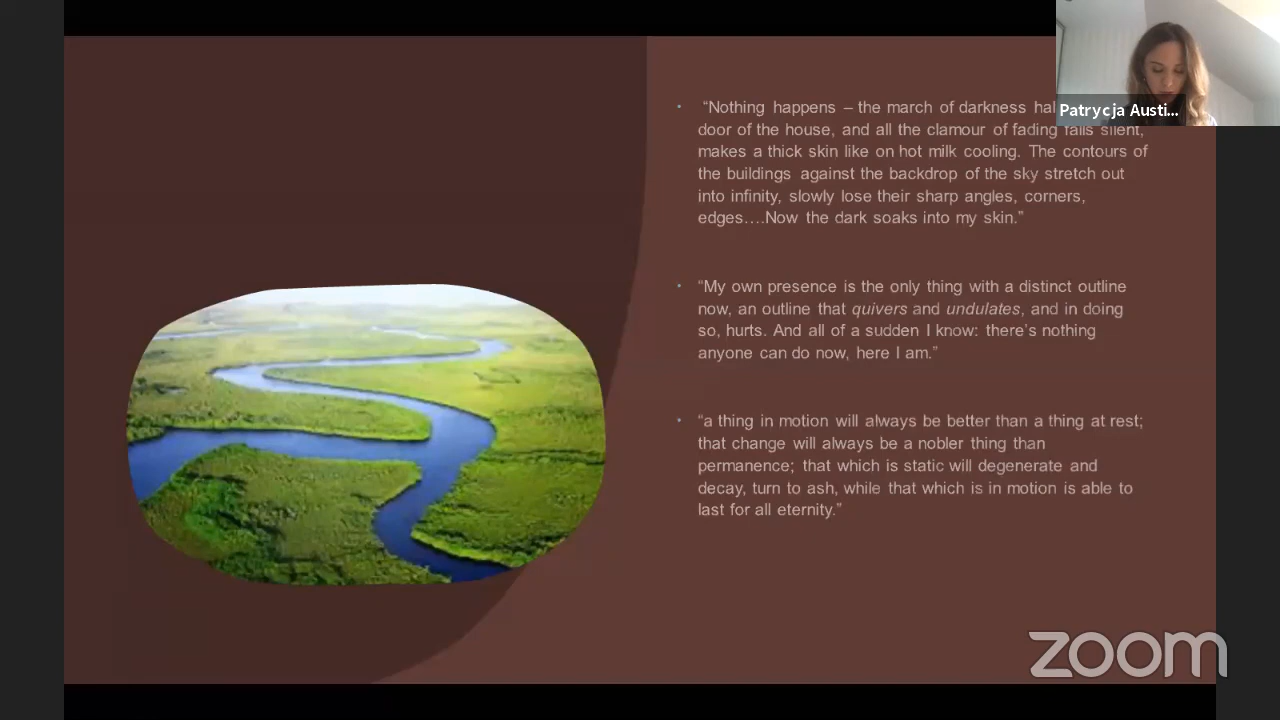 “Nothing happens – the march of darkness
door of the house, and all the clamour of fading falls silent,
makes a thick skin like on hot milk cooling. The contours of
the buildings against the backdrop of the sky stretch out
into infinity, slowly lose their sharp angles, corners,
edges….Now the dark soaks into my skin.”
“My own presence is the only thing with a distinct outline
now, an outline that quivers and undulates, and in doing
so, hurts. And all of a sudden I know: there’s nothing
anyone can do now, here I am.”
“a thing in motion will always be better than a thing at rest;
that change will always be a nobler thing than
permanence; that which is static will degenerate and
decay, turn to ash, while that which is in motion is able to
last for all eternity.”
Patrycja Austi...
zoom